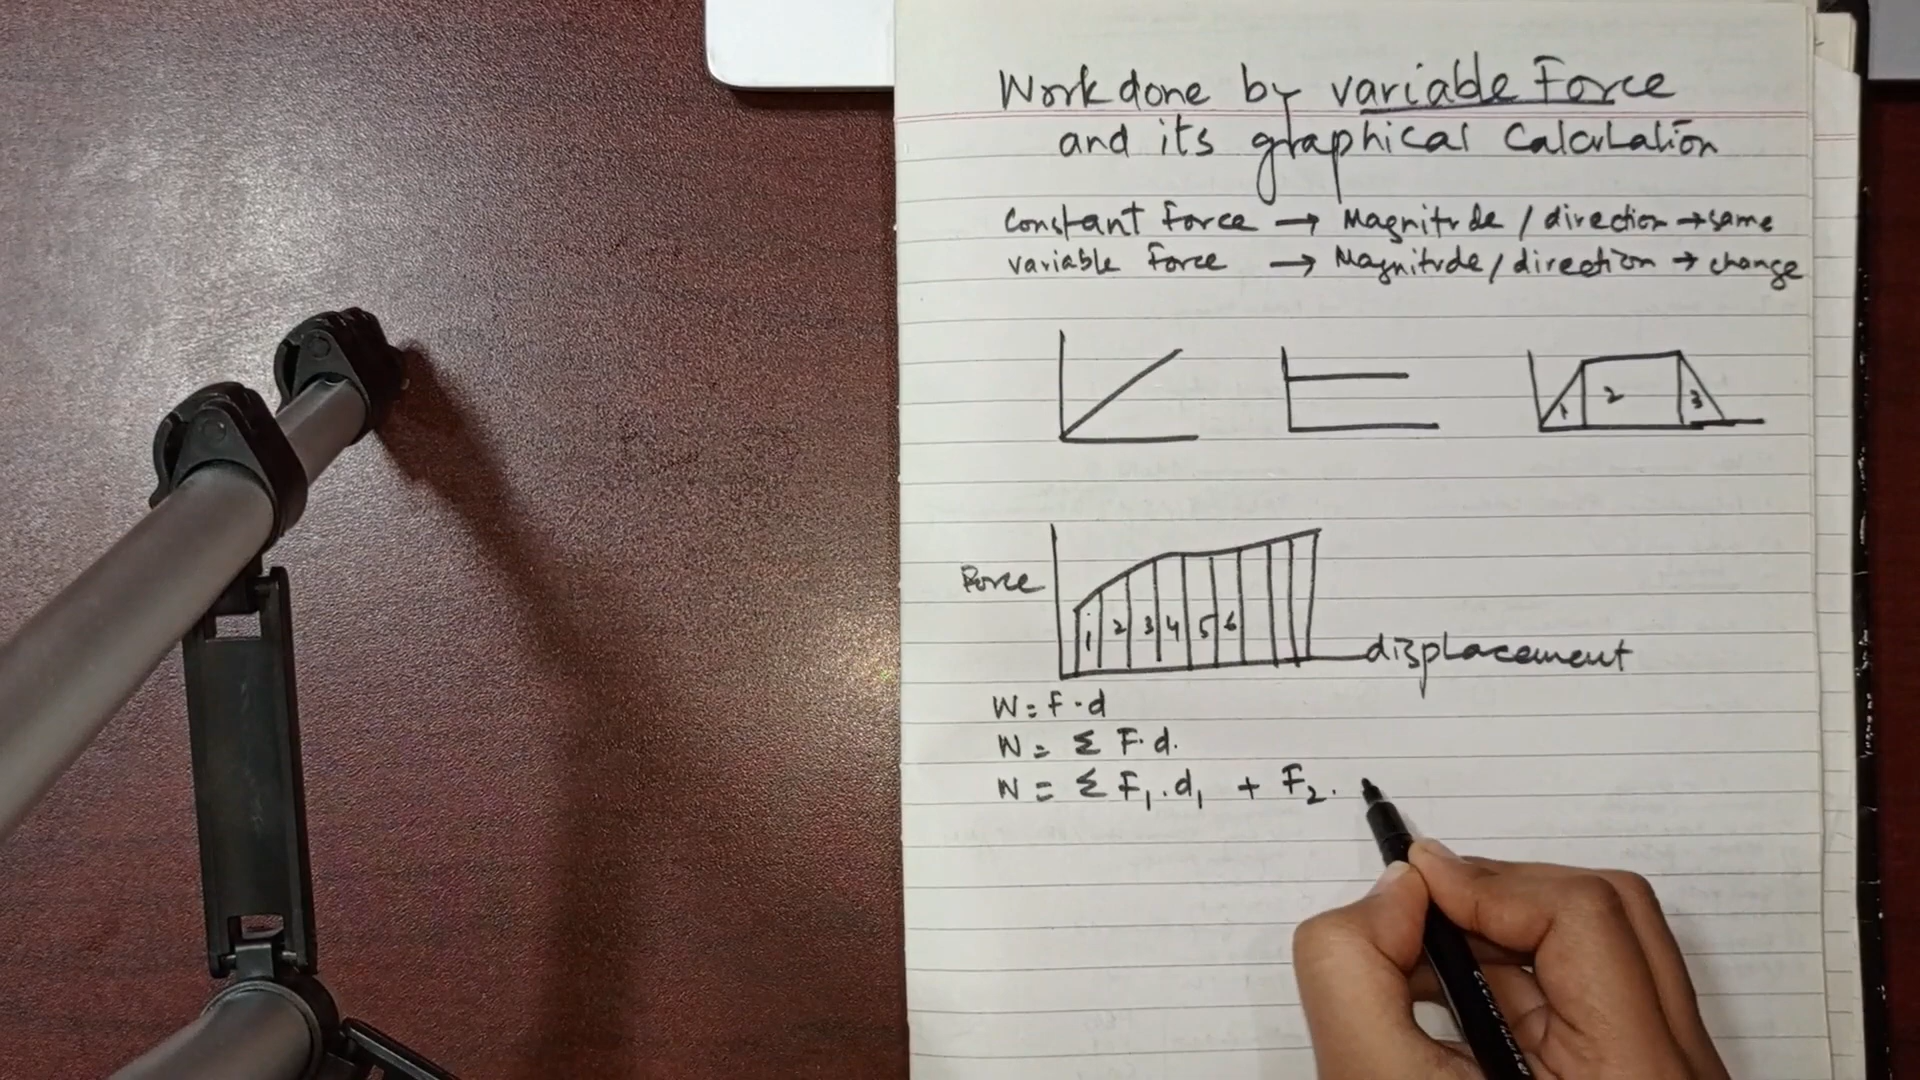 Work done by variable Force
and its graphical Calculation
Constant Force → Magnitude / direction → same
variable Force → Magnitude / direction → change
1 2 3
Force
1 2 3 4 5 6
displacement
W = F · d
W = Σ F · d.
W = Σ F₁ . d₁ + F₂ .